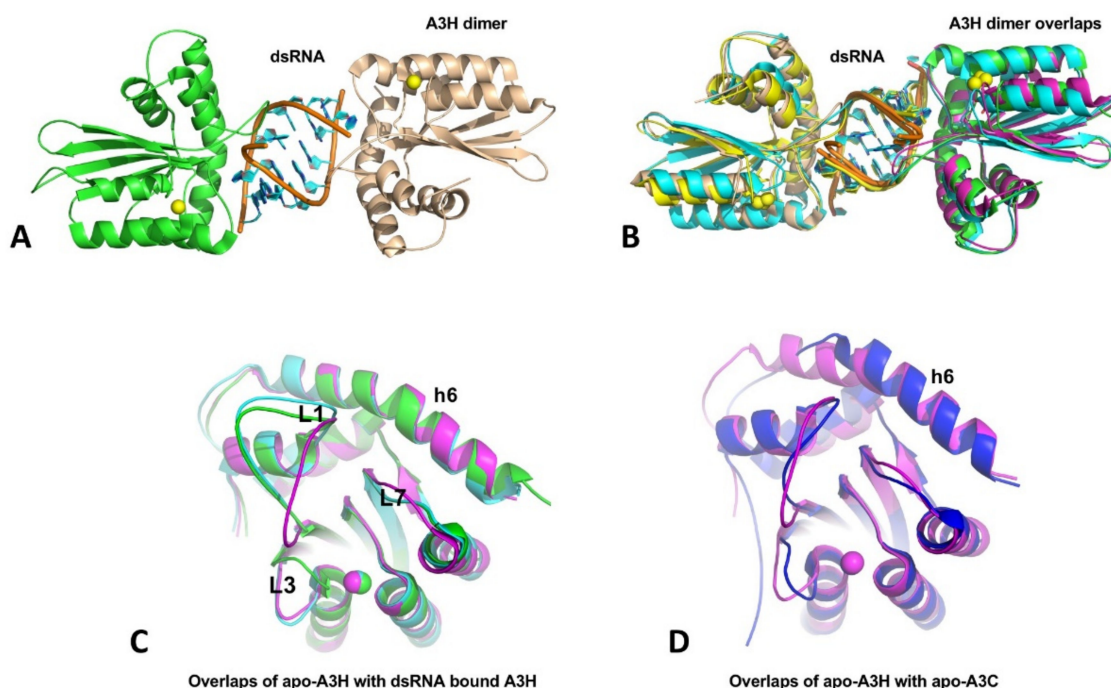 A3H dimer
dsRNA
A
A3H dimer overlaps
dsRNA
B
h6
L1
L7
L3
C
Overlaps of apo-A3H with dsRNA bound A3H
h6
D
Overlaps of apo-A3H with apo-A3C